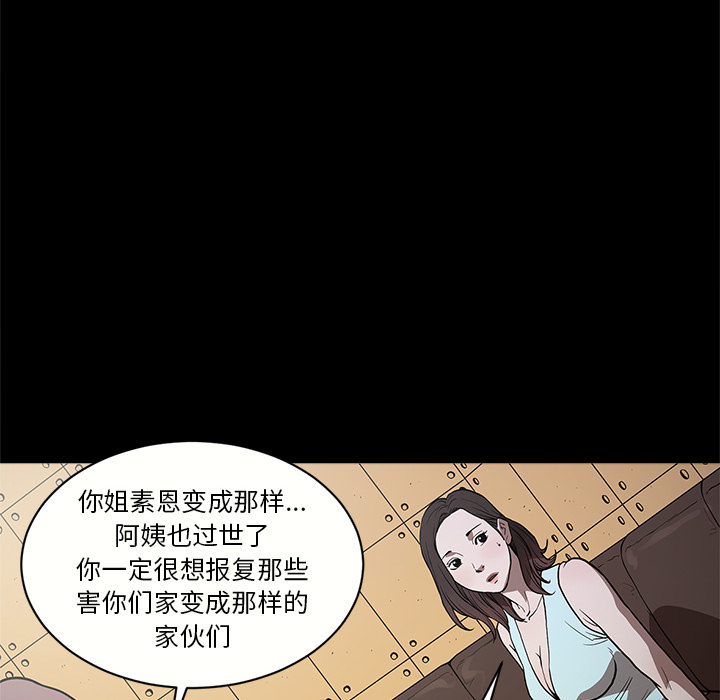 你姐素恩变成那样...
阿姨也过世了
你一定很想报复那些
害你们家变成那样的
家伙们